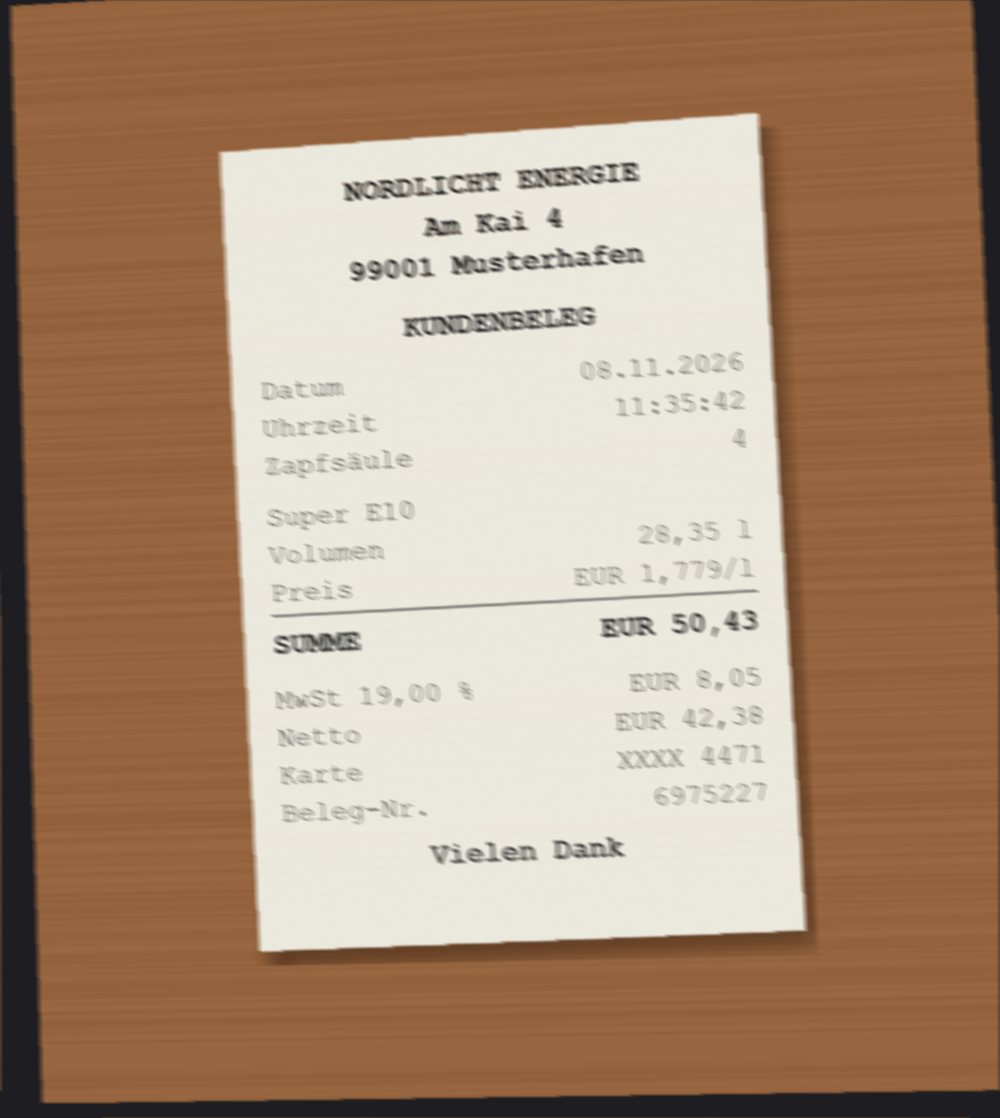 NORDLICHT ENERGIE
Am Kai 4
99001 Musterhafen
KUNDENBELEG
Datum 08.11.2026
Uhrzeit 11:35:42
Zapfsäule 4
Super E10
Volumen 28,35 l
Preis EUR 1,779/l
SUMME EUR 50,43
MwSt 19,00 % EUR 8,05
Netto EUR 42,38
Karte XXXX 4471
Beleg-Nr. 6975227
Vielen Dank